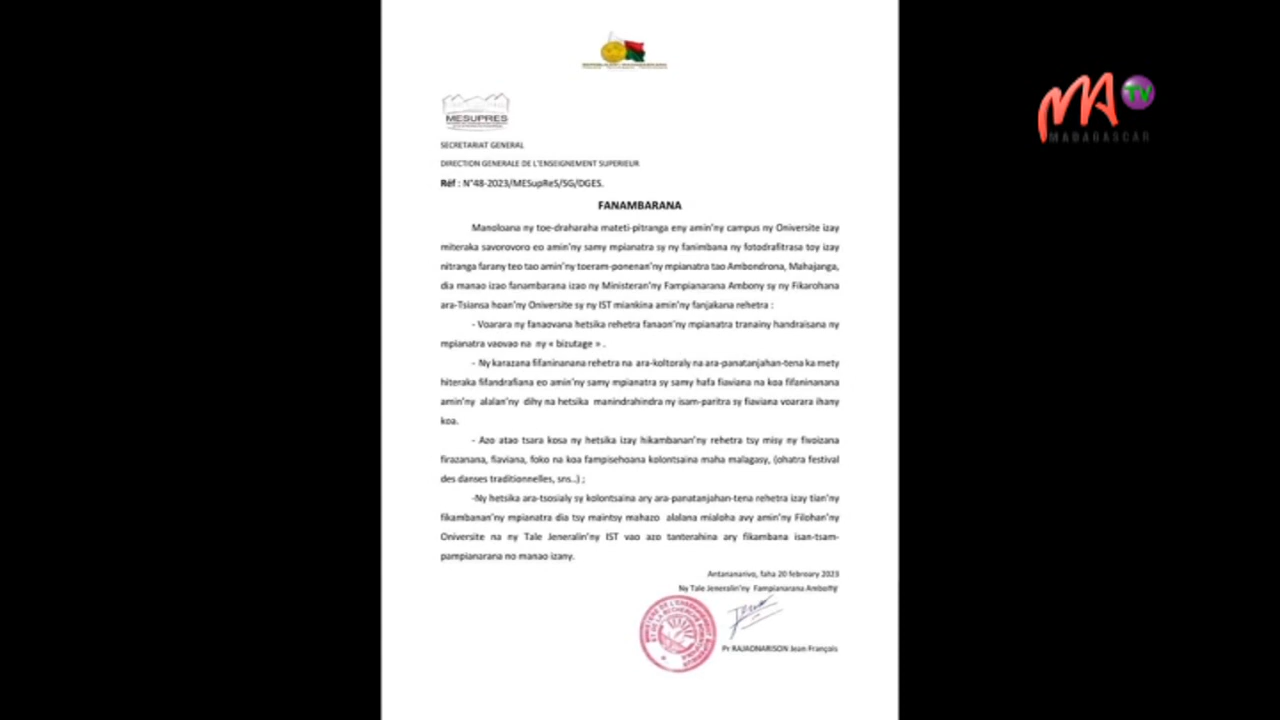 MA TV
MADAGASCAR
MESUPRES
SECRETARIAT GENERAL
DIRECTION GENERALE DE L'ENSEIGNEMENT SUPERIEUR
Réf : N°48-2023/MESupReS/SG/DGES.
FANAMBARANA
Manoloana ny toe-draharaha mateti-pitranga eny amin'ny campus ny Oniversite izay
miteraka savorovoro eo amin'ny samy mpianatra sy ny fanimbana ny fotodrafitrasa toy izay
nitranga farany teo tao amin'ny toeram-ponenan'ny mpianatra tao Ambondrona, Mahajanga,
dia manao izao fanambarana izao ny Ministeran'ny Fampianarana Ambony sy ny Fikarohana
ara-Tsiansa hoan'ny Oniversite sy ny IST miankina amin'ny fanjakana rehetra :
- Voarara ny fanaovana hetsika rehetra fanaon'ny mpianatra tranainy handraisana ny
mpianatra vaovao na ny « bizutage » .
- Ny karazana fifaninanana rehetra na ara-koltoraly na ara-panatanjahan-tena ka mety
hiteraka fifandrafiana eo amin'ny samy mpianatra sy samy hafa fiaviana na koa fifaninanana
amin'ny alalan'ny dihy na hetsika manindrahindra ny isam-paritra sy fiaviana voarara ihany
koa.
- Azo atao tsara kosa ny hetsika izay hikambanan'ny rehetra tsy misy ny fivoizana
firazanana, fiaviana, foko na koa fampisehoana kolontsaina maha malagasy, (ohatra festival
des danses traditionnelles, sns..) ;
-Ny hetsika ara-tsosialy sy kolontsaina ary ara-panatanjahan-tena rehetra izay tian'ny
fikambanan'ny mpianatra dia tsy maintsy mahazo alalana mialoha avy amin'ny Filohan'ny
Oniversite na ny Tale Jeneralin'ny IST vao azo tanterahina ary fikambana isan-tsam-
pampianarana no manao izany.
Antananarivo, faha 20 february 2023
Ny Tale Jeneralin'ny Fampianarana Ambony
Pr RAJAONARISON Jean François